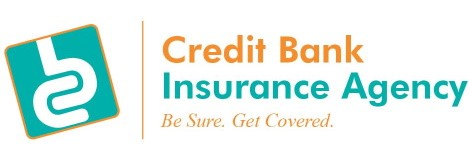 Credit Bank
Insurance Agency
Be Sure. Get Covered.